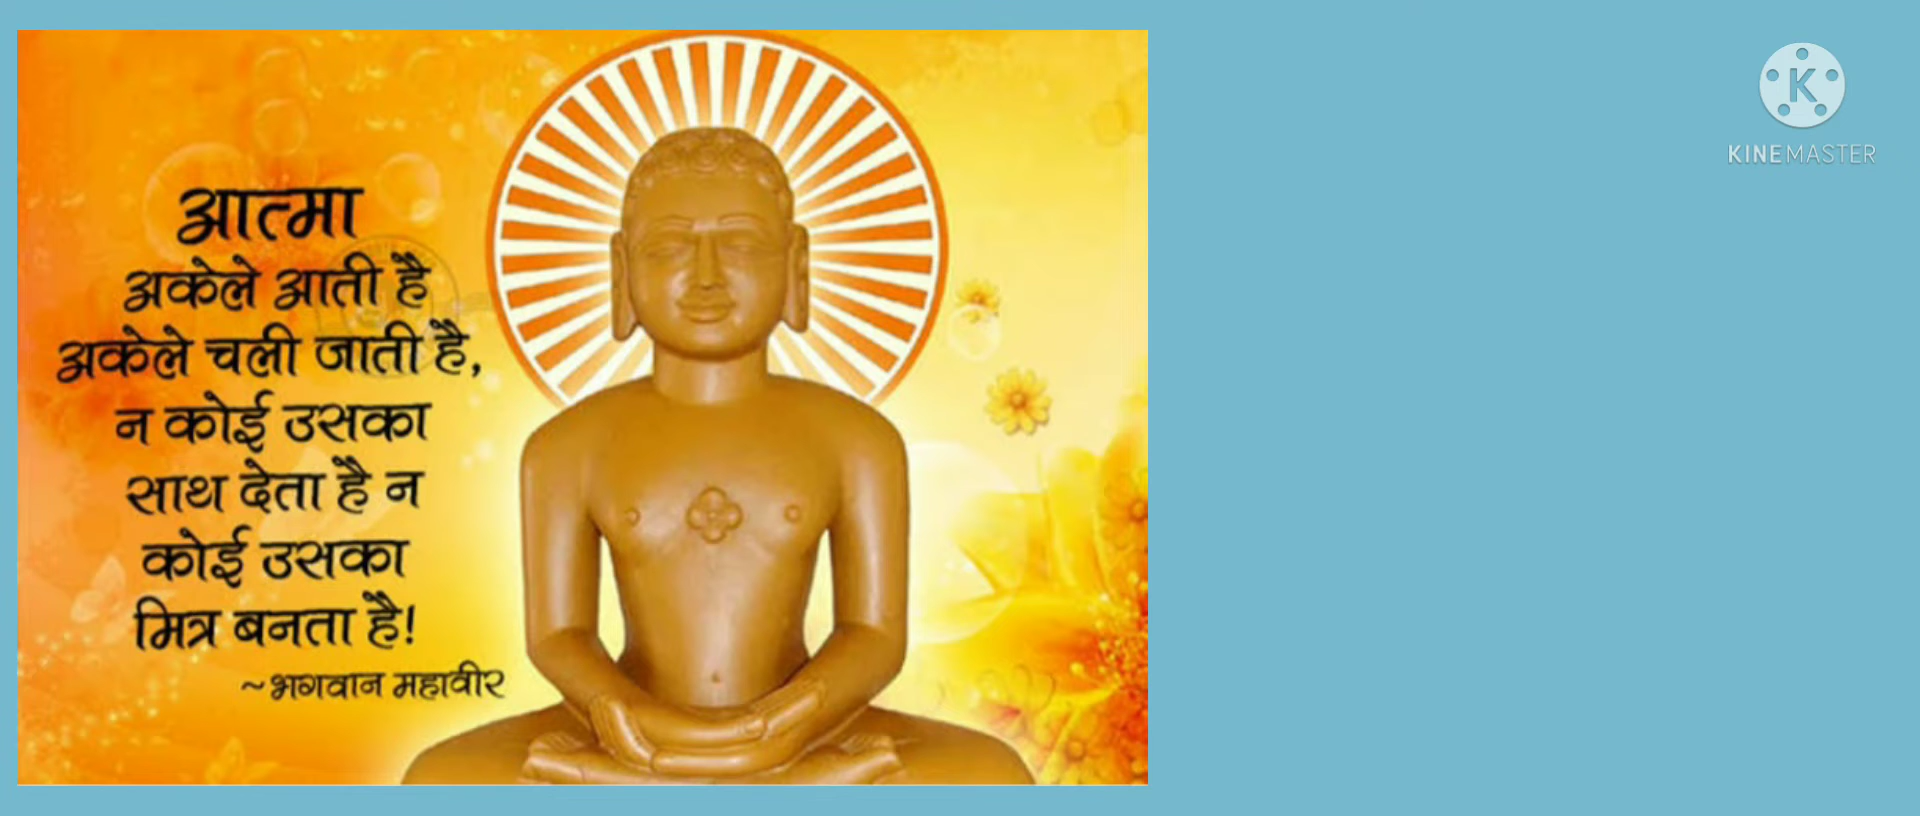 आत्मा
अकेले आती है
अकेले चली जाती है,
न कोई उसका
साथ देता है न
कोई उसका
मित्र बनता है!
~भगवान महावीर
K
KINEMASTER